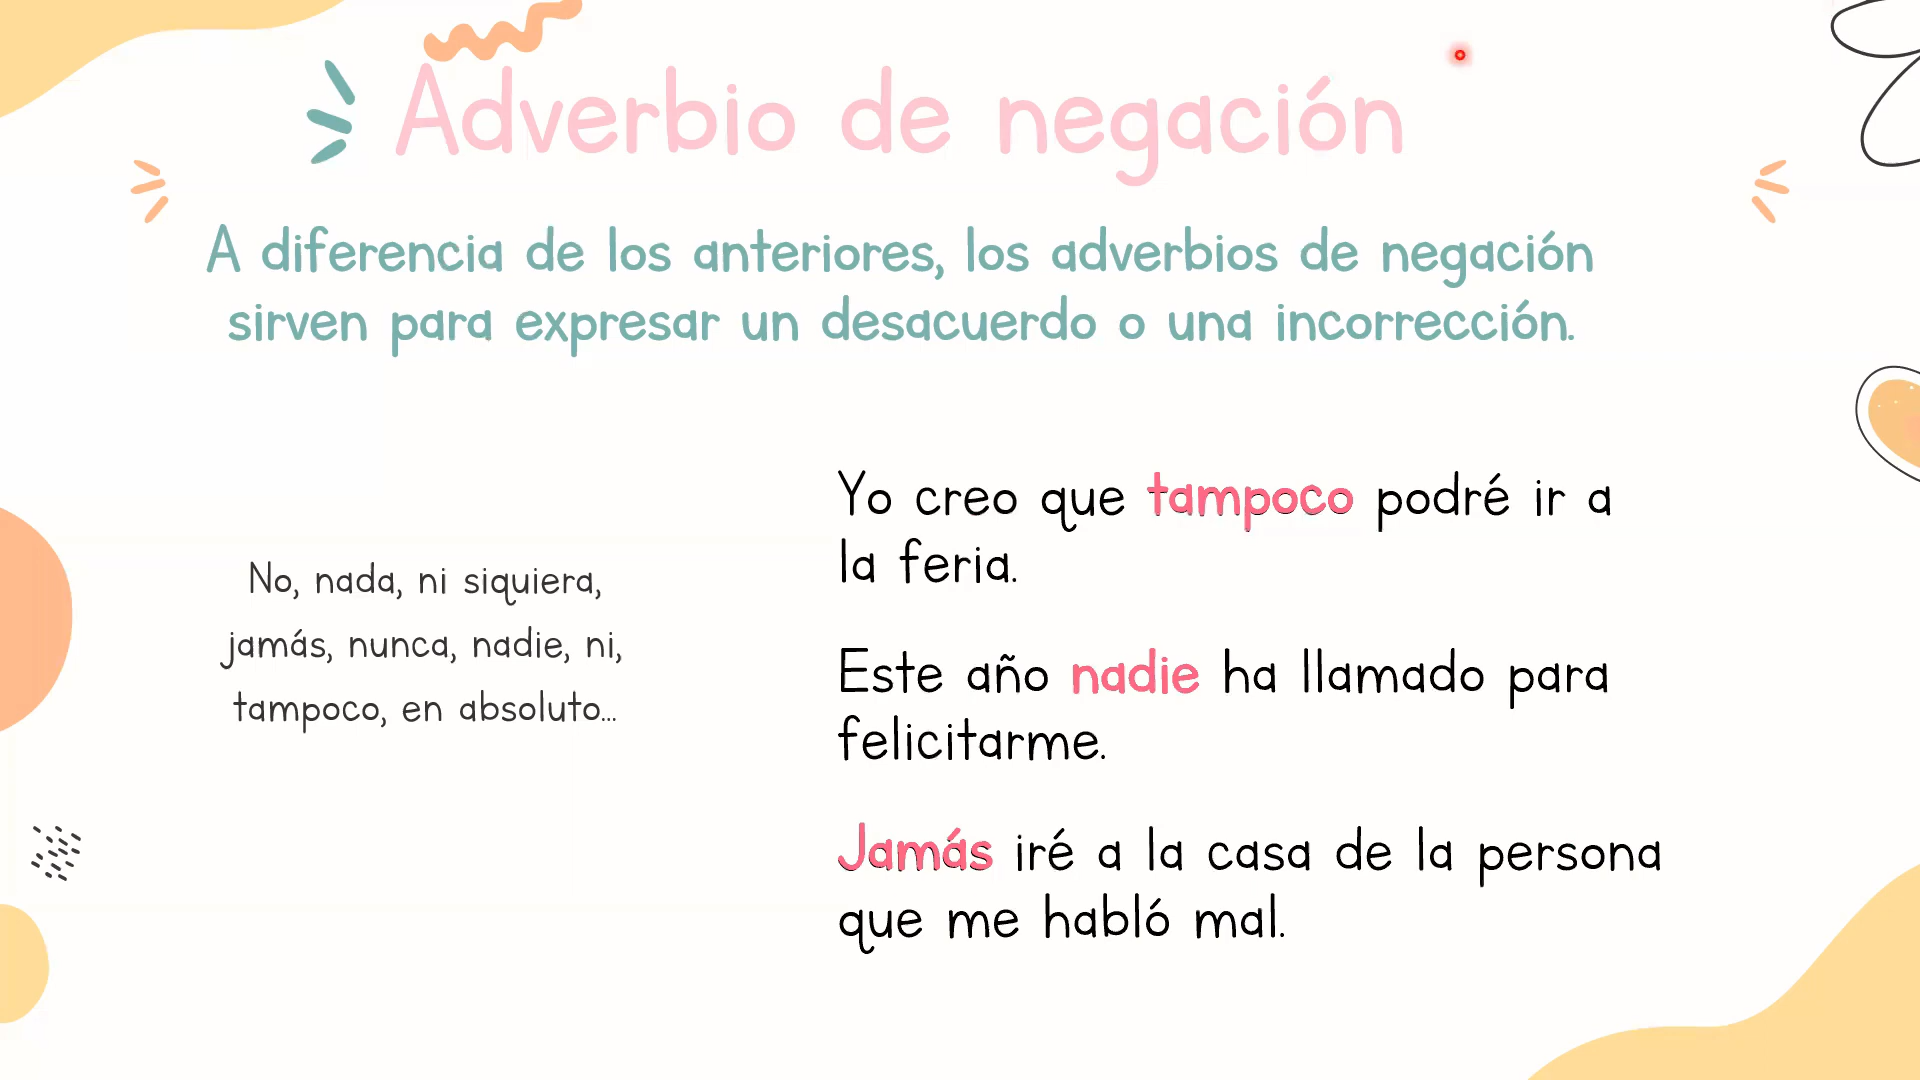 Adverbio de negación
A diferencia de los anteriores, los adverbios de negación
sirven para expresar un desacuerdo o una incorrección.
No, nada, ni siquiera,
jamás, nunca, nadie, ni,
tampoco, en absoluto...
Yo creo que tampoco podré ir a
la feria.
Este año nadie ha llamado para
felicitarme.
Jamás iré a la casa de la persona
que me habló mal.